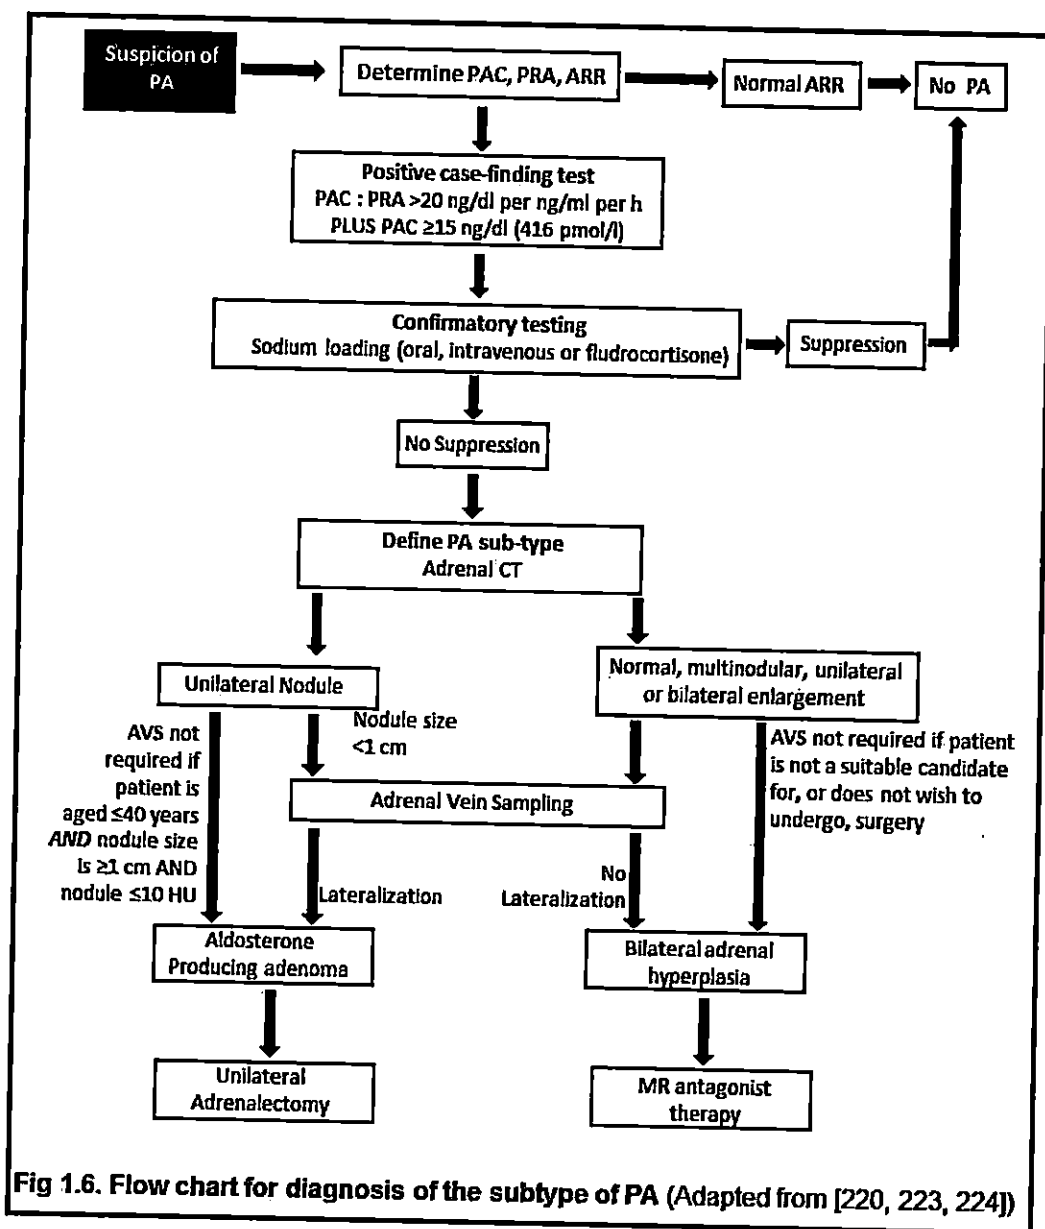 Suspicion of
PA
Determine PAC, PRA, ARR
Normal ARR
No PA
Positive case-finding test
PAC : PRA >20 ng/dl per ng/ml per h
PLUS PAC ≥15 ng/dl (416 pmol/l)
Confirmatory testing
Sodium loading (oral, intravenous or fludrocortisone)
Suppression
No Suppression
Define PA sub-type
Adrenal CT
Unilateral Nodule
Normal, multinodular, unilateral
or bilateral enlargement
AVS not
required if
patient is
aged ≤40 years
AND nodule size
is ≥1 cm AND
nodule ≤10 HU
Nodule size
<1 cm
AVS not required if patient
is not a suitable candidate
for, or does not wish to
undergo, surgery
Adrenal Vein Sampling
Lateralization
No
Lateralization
Aldosterone
Producing adenoma
Bilateral adrenal
hyperplasia
Unilateral
Adrenalectomy
MR antagonist
therapy
Fig 1.6. Flow chart for diagnosis of the subtype of PA (Adapted from [220, 223, 224])